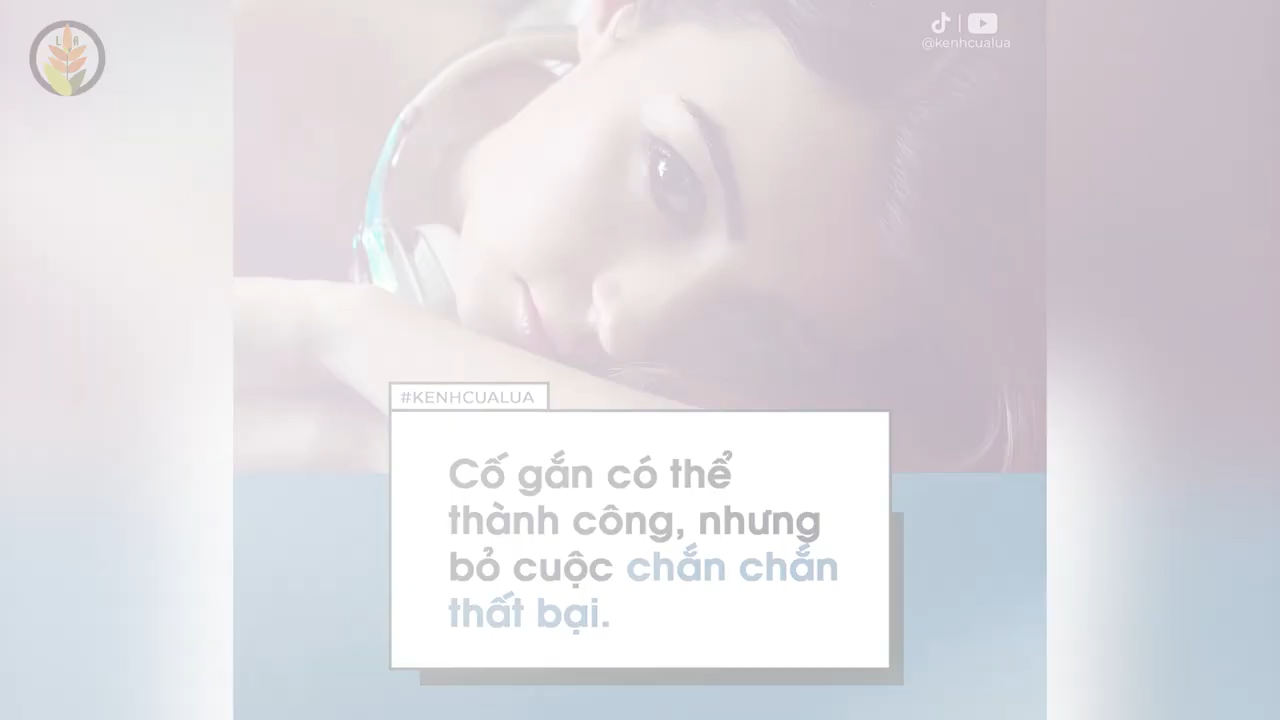 L A
@kenhcualua
#KENHCUALUA
Cố gắn có thể
thành công, nhưng
bỏ cuộc chắn chắn
thất bại.